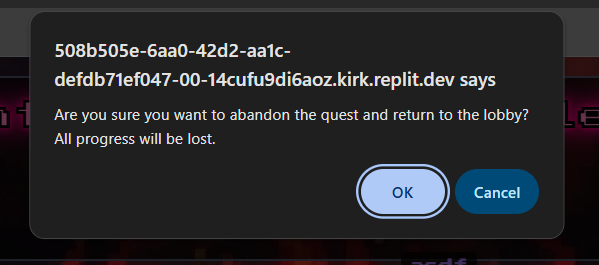 508b505e-6aa0-42d2-aa1c-
defdb71ef047-00-14cufu9di6aoz.kirk.replit.dev says
Are you sure you want to abandon the quest and return to the lobby?
All progress will be lost.
OK
Cancel
asdf